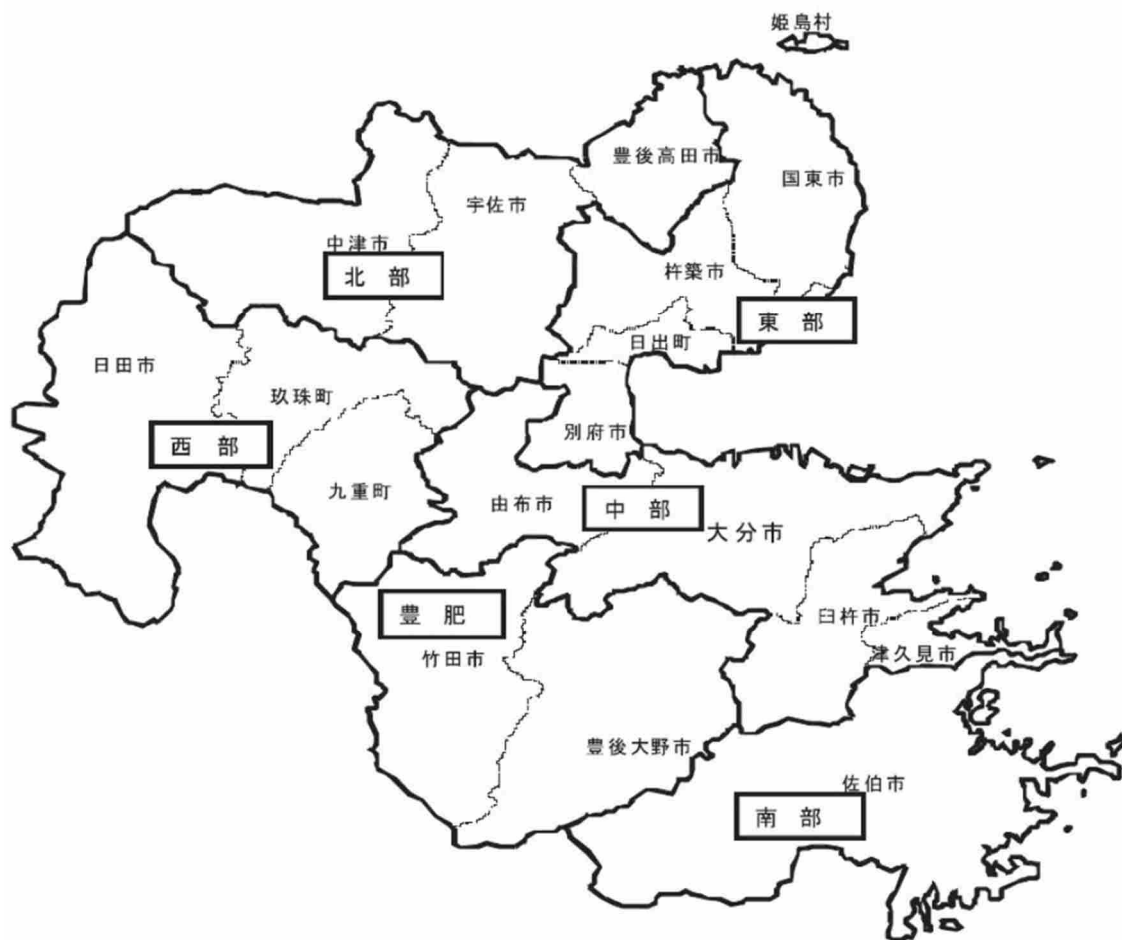 姫島村
豊後高田市
国東市
宇佐市
中津市
北部
杵築市
東部
日出町
日田市
玖珠町
西部
別府市
九重町
由布市
中部
大分市
豊肥
臼杵市
竹田市
津久見市
豊後大野市
佐伯市
南部